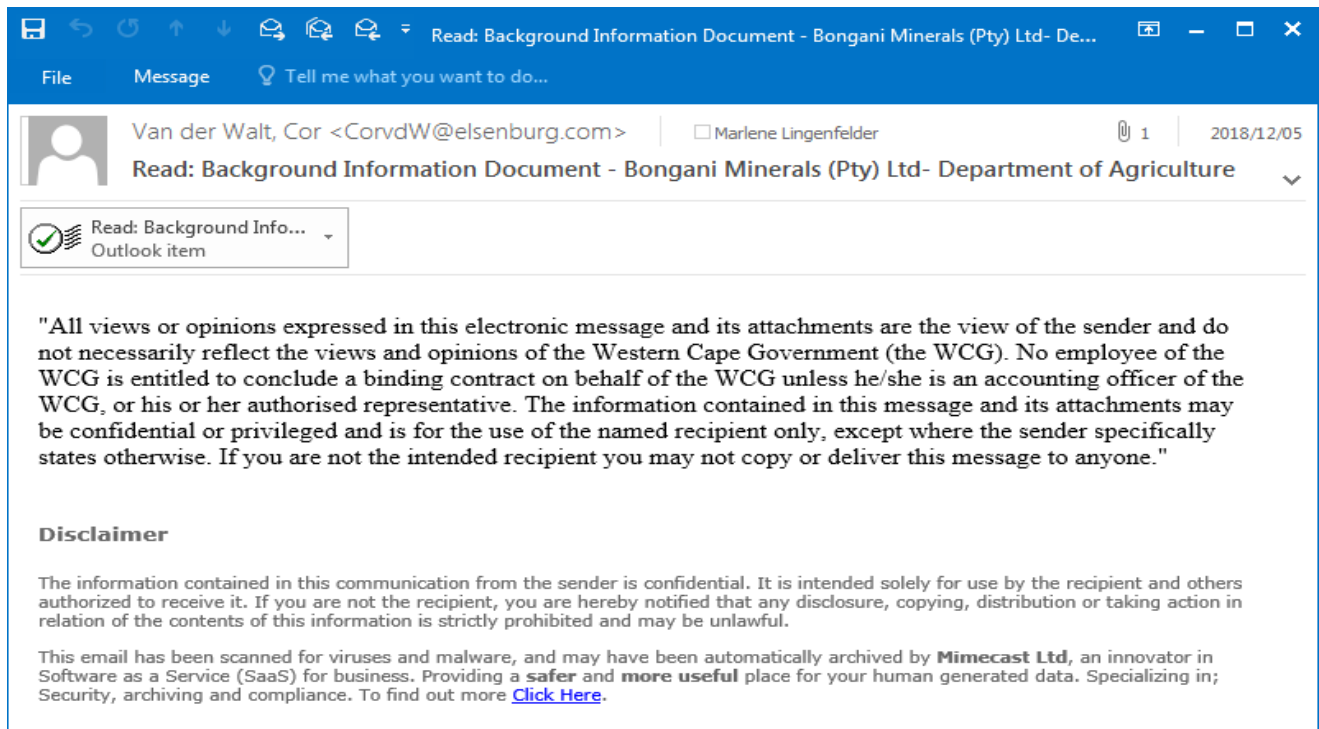 Read: Background Information Document - Bongani Minerals (Pty) Ltd- De...
File Message Tell me what you want to do...
Van der Walt, Cor <CorvdW@elsenburg.com> Marlene Lingenfelder 1 2018/12/05
Read: Background Information Document - Bongani Minerals (Pty) Ltd- Department of Agriculture
Read: Background Info...
Outlook item
"All views or opinions expressed in this electronic message and its attachments are the view of the sender and do
not necessarily reflect the views and opinions of the Western Cape Government (the WCG). No employee of the
WCG is entitled to conclude a binding contract on behalf of the WCG unless he/she is an accounting officer of the
WCG, or his or her authorised representative. The information contained in this message and its attachments may
be confidential or privileged and is for the use of the named recipient only, except where the sender specifically
states otherwise. If you are not the intended recipient you may not copy or deliver this message to anyone."
Disclaimer
The information contained in this communication from the sender is confidential. It is intended solely for use by the recipient and others
authorized to receive it. If you are not the recipient, you are hereby notified that any disclosure, copying, distribution or taking action in
relation of the contents of this information is strictly prohibited and may be unlawful.
This email has been scanned for viruses and malware, and may have been automatically archived by Mimecast Ltd, an innovator in
Software as a Service (SaaS) for business. Providing a safer and more useful place for your human generated data. Specializing in;
Security, archiving and compliance. To find out more Click Here.